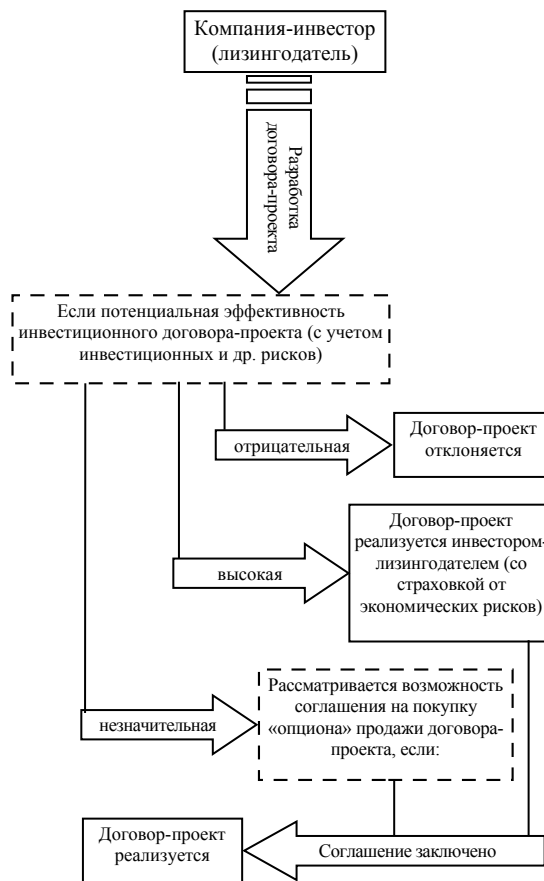 Компания-инвестор
(лизингодатель)
Разработка
договора-проекта
Если потенциальная эффективность
инвестиционного договора-проекта (с учетом
инвестиционных и др. рисков)
отрицательная
Договор-проект
отклоняется
Договор-проект
реализуется инвестором-
лизингодателем (со
страховкой от
экономических рисков)
высокая
Рассматривается возможность
соглашения на покупку
«опциона» продажи договора-
проекта, если:
незначительная
Договор-проект
реализуется
Соглашение заключено